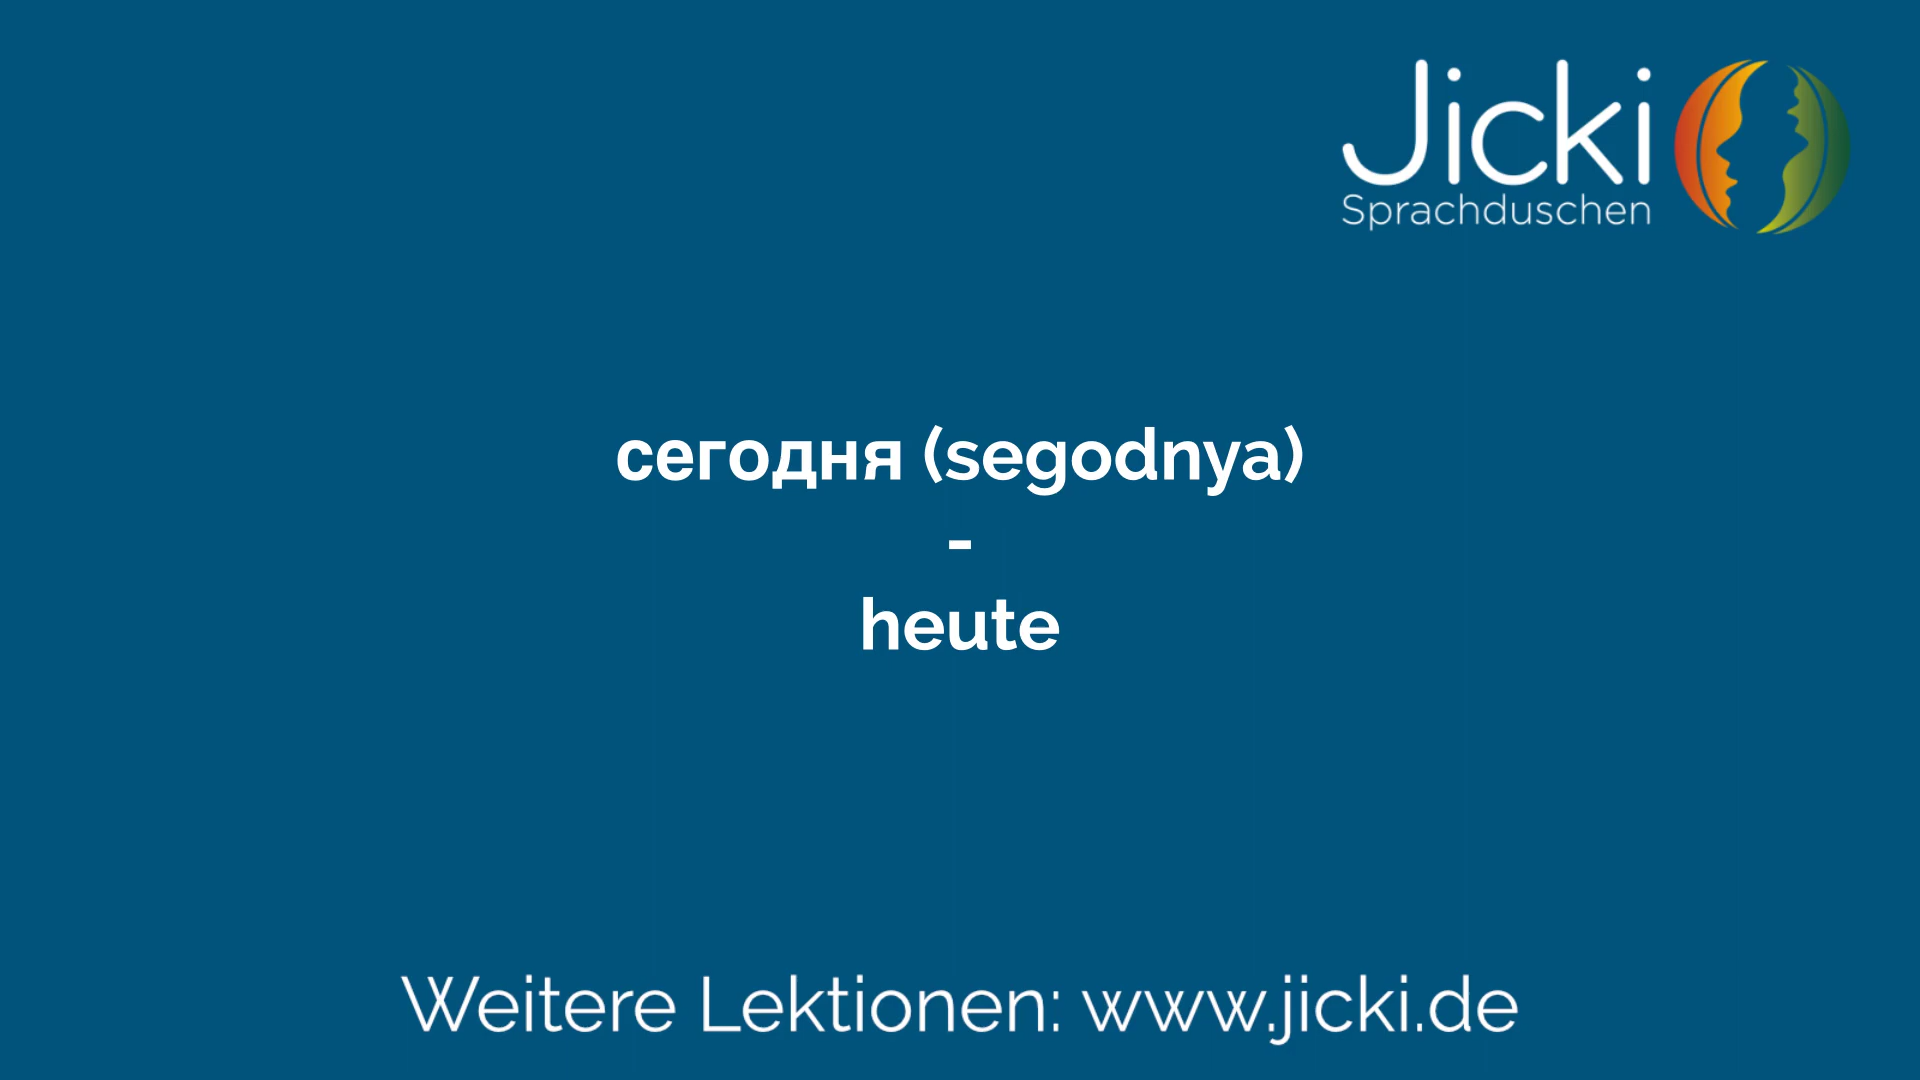 Jicki
Sprachduschen
сегодня (segodnya)
-
heute
Weitere Lektionen: www.jicki.de